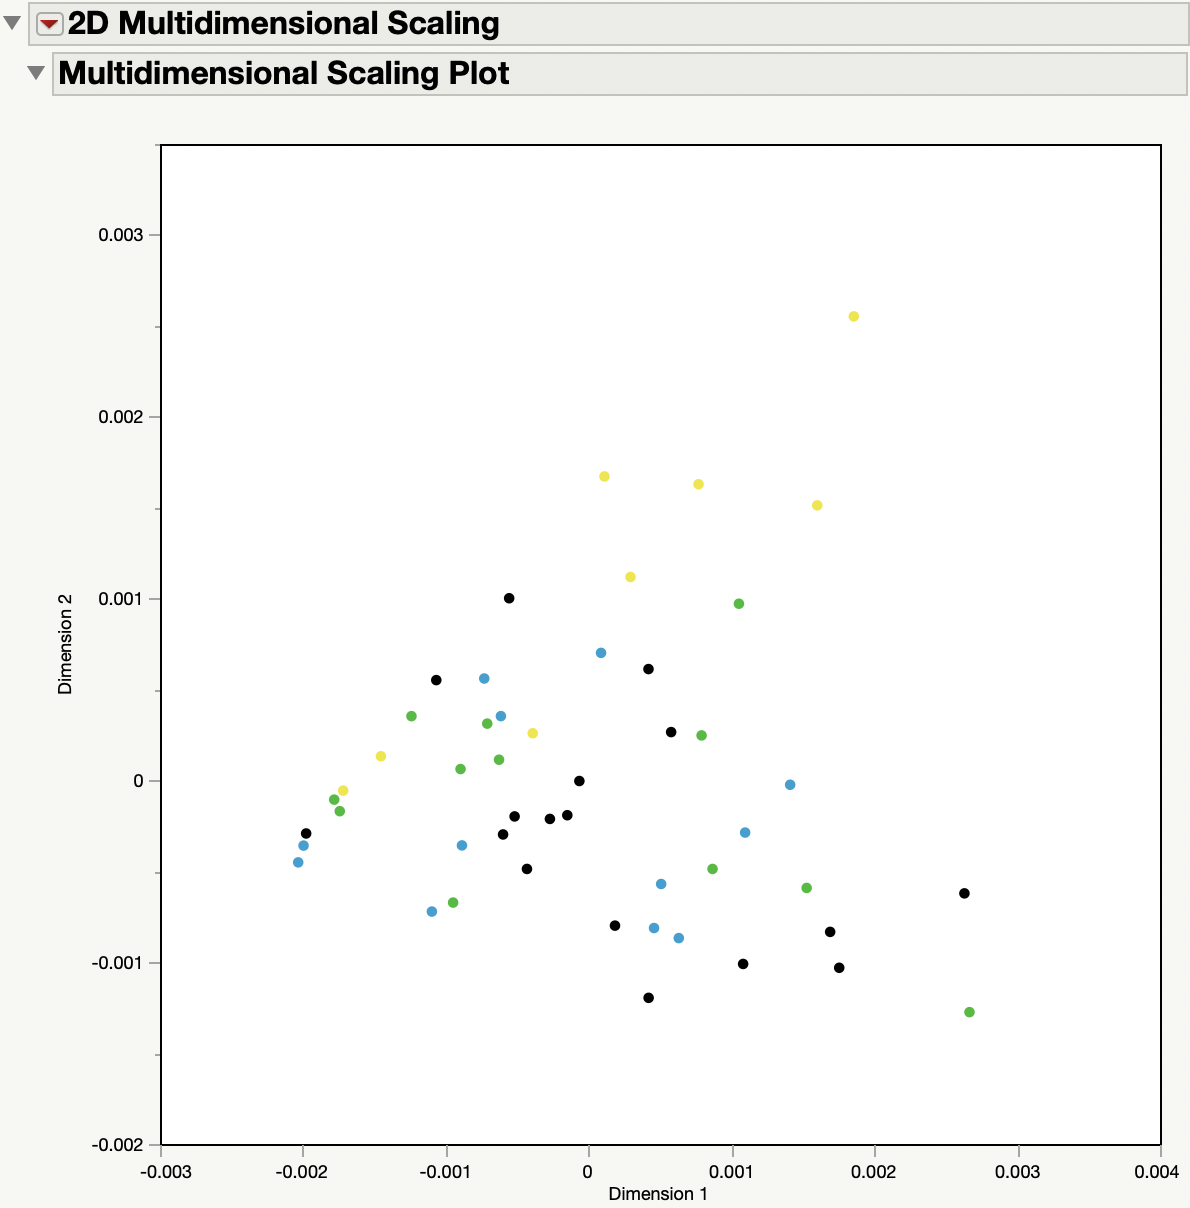 2D Multidimensional Scaling
Multidimensional Scaling Plot
0.003
0.002
0.001
0
-0.001
-0.002
Dimension 2
-0.003 -0.002 -0.001 0 0.001 0.002 0.003 0.004
Dimension 1